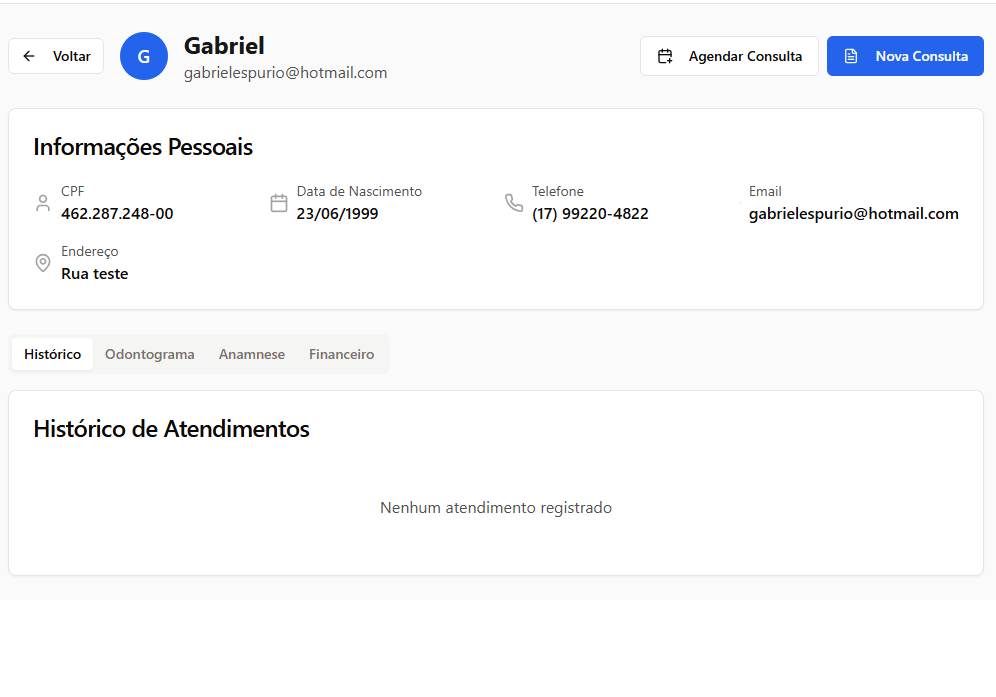 Voltar
G
Gabriel
gabrielespurio@hotmail.com
Agendar Consulta
Nova Consulta
Informações Pessoais
CPF
462.287.248-00
Data de Nascimento
23/06/1999
Telefone
(17) 99220-4822
Email
gabrielespurio@hotmail.com
Endereço
Rua teste
Histórico
Odontograma
Anamnese
Financeiro
Histórico de Atendimentos
Nenhum atendimento registrado